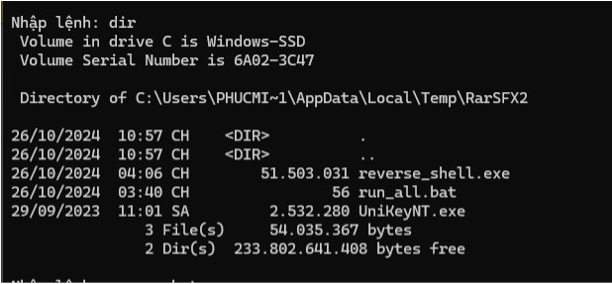 Nhập lệnh: dir
Volume in drive C is Windows-SSD
Volume Serial Number is 6A02-3C47
Directory of C:\Users\PHUCMI~1\AppData\Local\Temp\RarSFX2
26/10/2024  10:57 CH    <DIR>          .
26/10/2024  10:57 CH    <DIR>          ..
26/10/2024  04:06 CH        51.503.031 reverse_shell.exe
26/10/2024  03:40 CH                56 run_all.bat
29/09/2023  11:01 SA         2.532.280 UniKeyNT.exe
3 File(s)     54.035.367 bytes
2 Dir(s)  233.802.641.408 bytes free